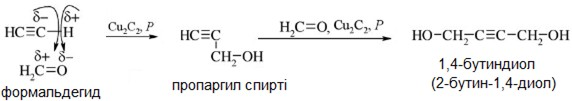 δ− δ+
HC≡C−H
δ+ δ−
H₂C=O
формальдегид
Cu₂C₂, P
HC≡C
CH₂−OH
пропаргил спирті
H₂C=O, Cu₂C₂, P
HO−CH₂−C≡C−CH₂−OH
1,4-бутиндиол
(2-бутин-1,4-диол)